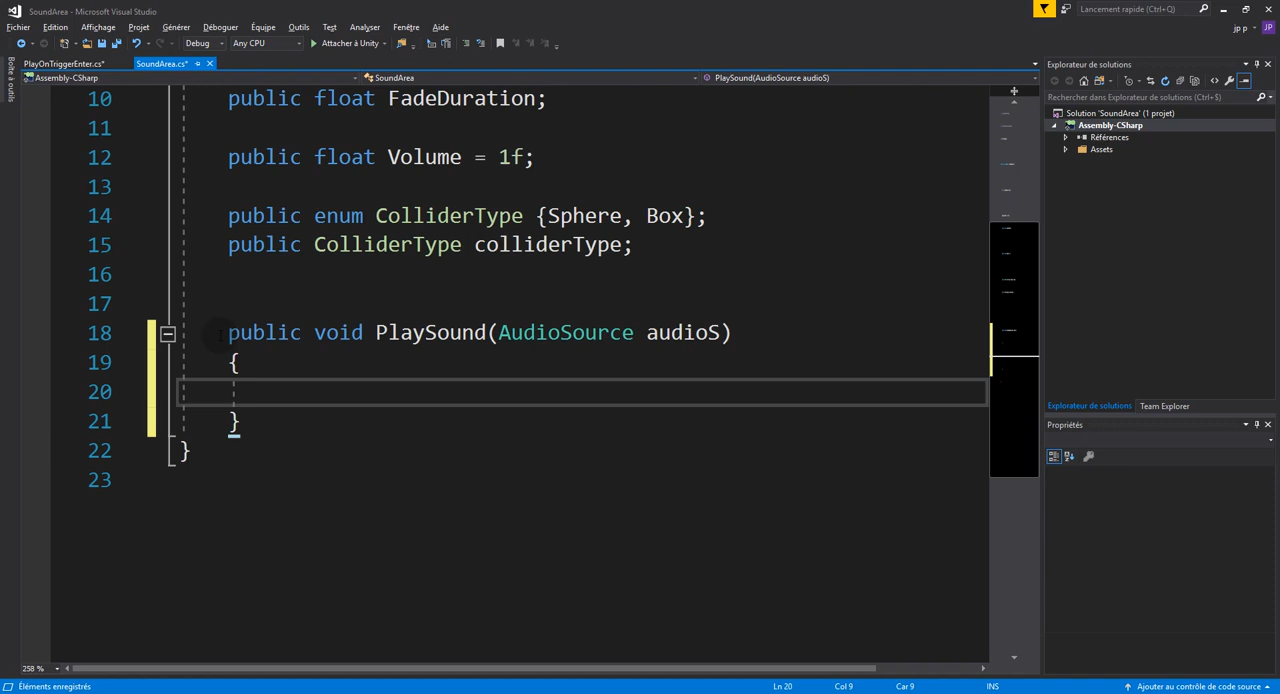 SoundArea - Microsoft Visual Studio
Lancement rapide (Ctrl+Q)
Fichier Edition Affichage Projet Générer Déboguer Équipe Outils Test Analyser Fenêtre Aide
jp p JP
Debug Any CPU Attacher à Unity
Boîte à outils
PlayOnTriggerEnter.cs* SoundArea.cs*
Assembly-CSharp SoundArea PlaySound(AudioSource audioS)
10 public float FadeDuration;
11
12 public float Volume = 1f;
13
14 public enum ColliderType {Sphere, Box};
15 public ColliderType colliderType;
16
17
18 public void PlaySound(AudioSource audioS)
19 {
20
21 }
22 }
23
258 %
Explorateur de solutions
Rechercher dans Explorateur de solutions (Ctrl+$)
Solution 'SoundArea' (1 projet)
Assembly-CSharp
Références
Assets
Explorateur de solutions Team Explorer
Propriétés
Éléments enregistrés Ln 20 Col 9 Car 9 INS Ajouter au contrôle de code source